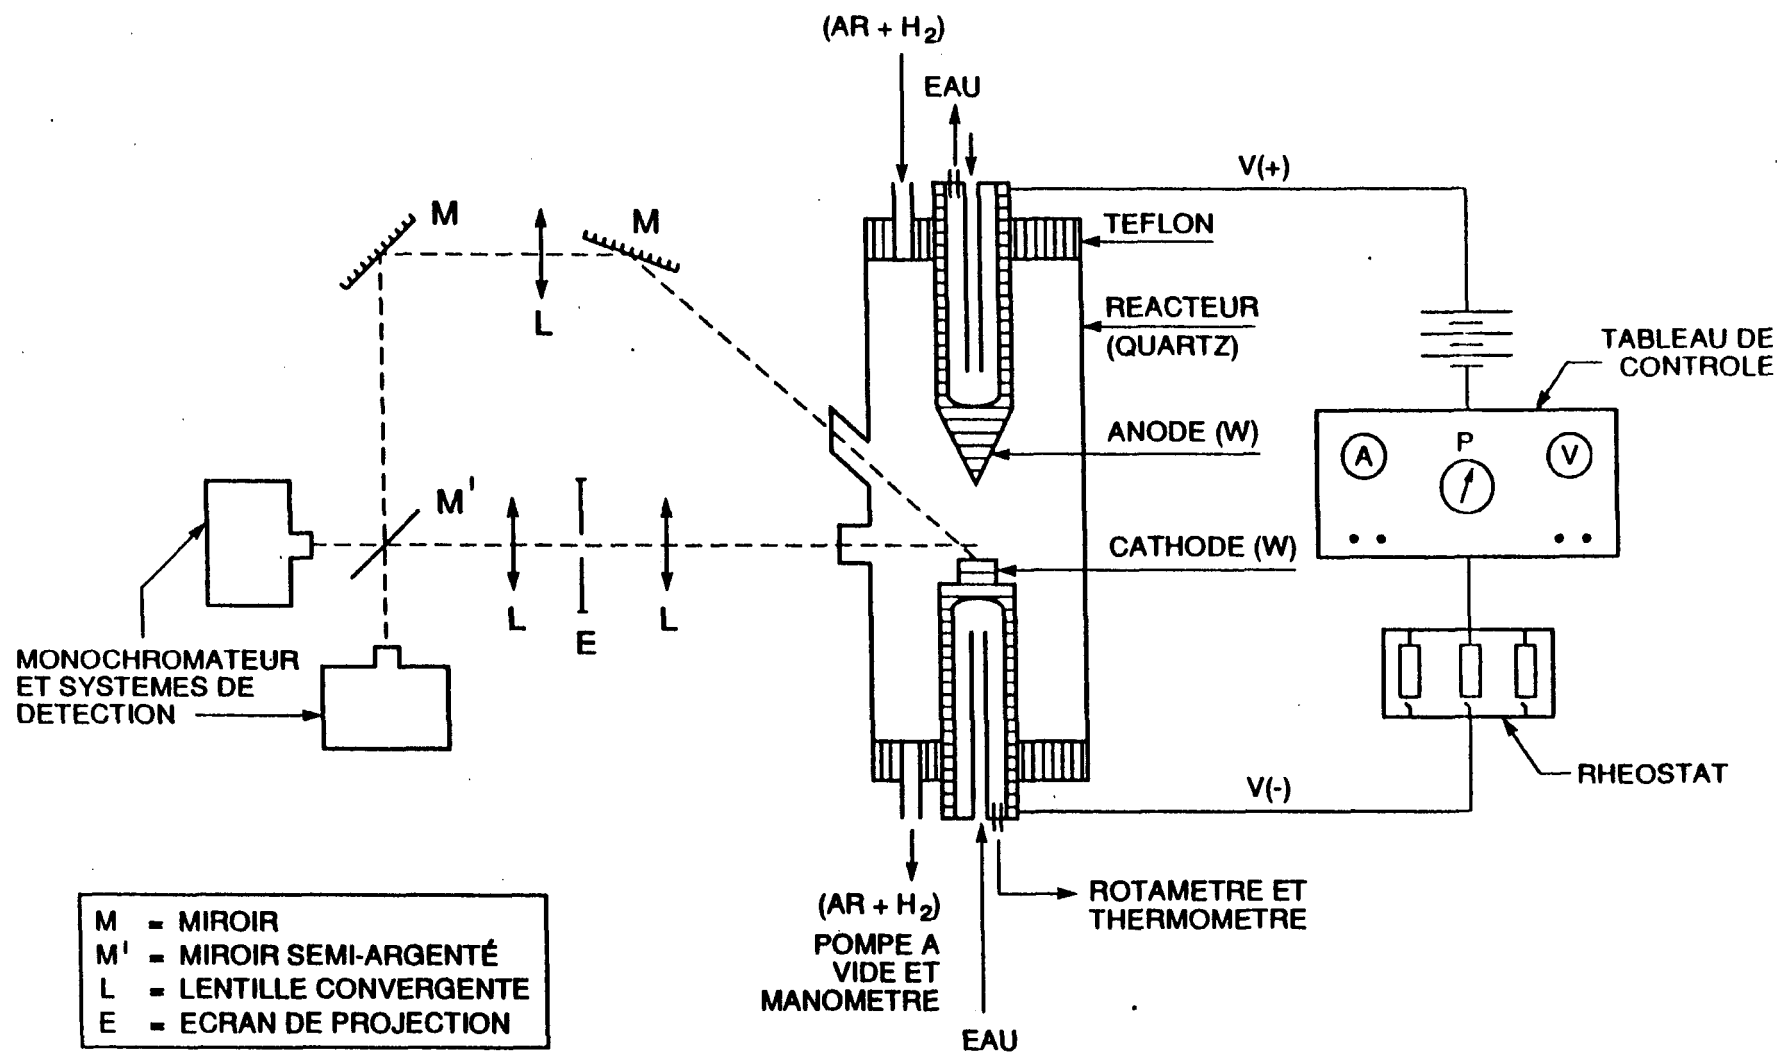 (AR + H2)
EAU
V(+)
M
M
TEFLON
L
REACTEUR
(QUARTZ)
TABLEAU DE
CONTROLE
ANODE (W)
A
P
V
M'
CATHODE (W)
L
E
L
MONOCHROMATEUR
ET SYSTEMES DE
DETECTION
RHEOSTAT
V(-)
(AR + H2)
POMPE A
VIDE ET
MANOMETRE
EAU
ROTAMETRE ET
THERMOMETRE
M = MIROIR
M' = MIROIR SEMI-ARGENTÉ
L = LENTILLE CONVERGENTE
E = ECRAN DE PROJECTION